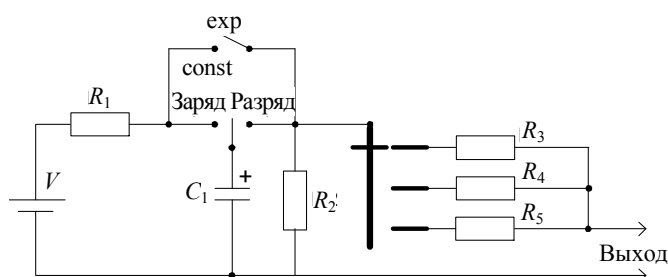 exp
const
R1
Заряд Разряд
R3
V
C1
+
R2
R4
R5
Выход